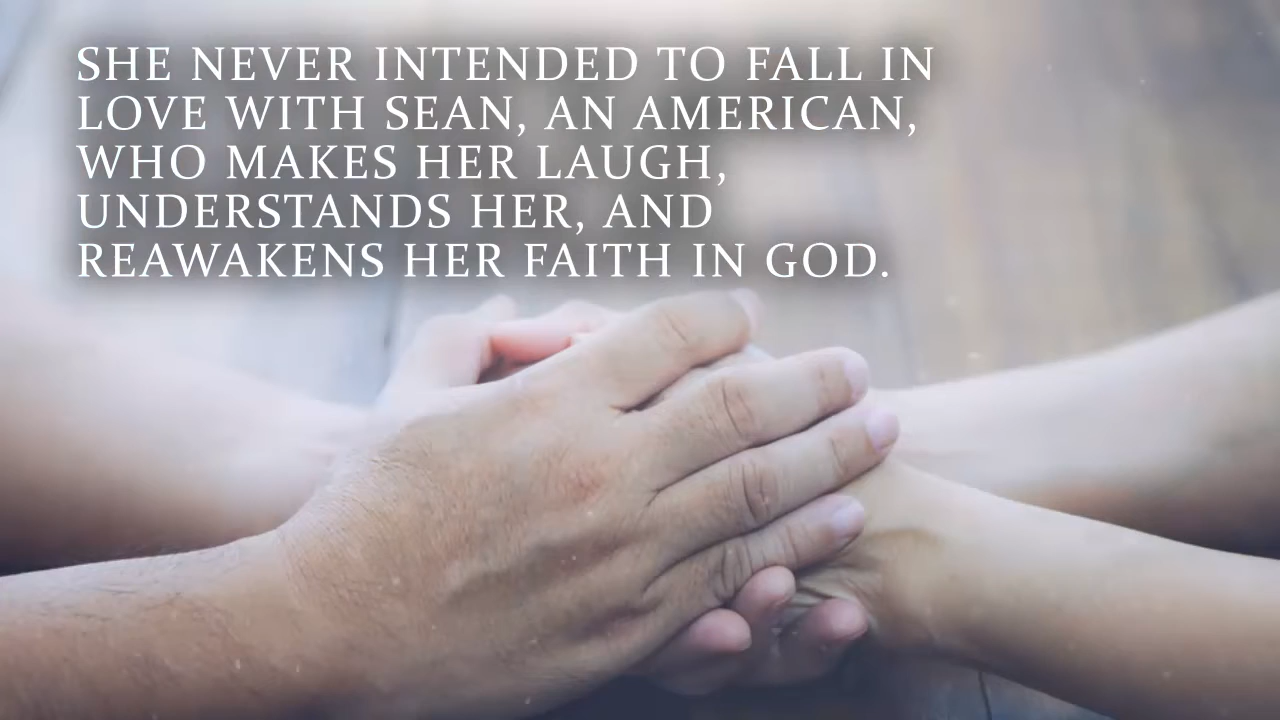 SHE NEVER INTENDED TO FALL IN
LOVE WITH SEAN, AN AMERICAN,
WHO MAKES HER LAUGH,
UNDERSTANDS HER, AND
REAWAKENS HER FAITH IN GOD.